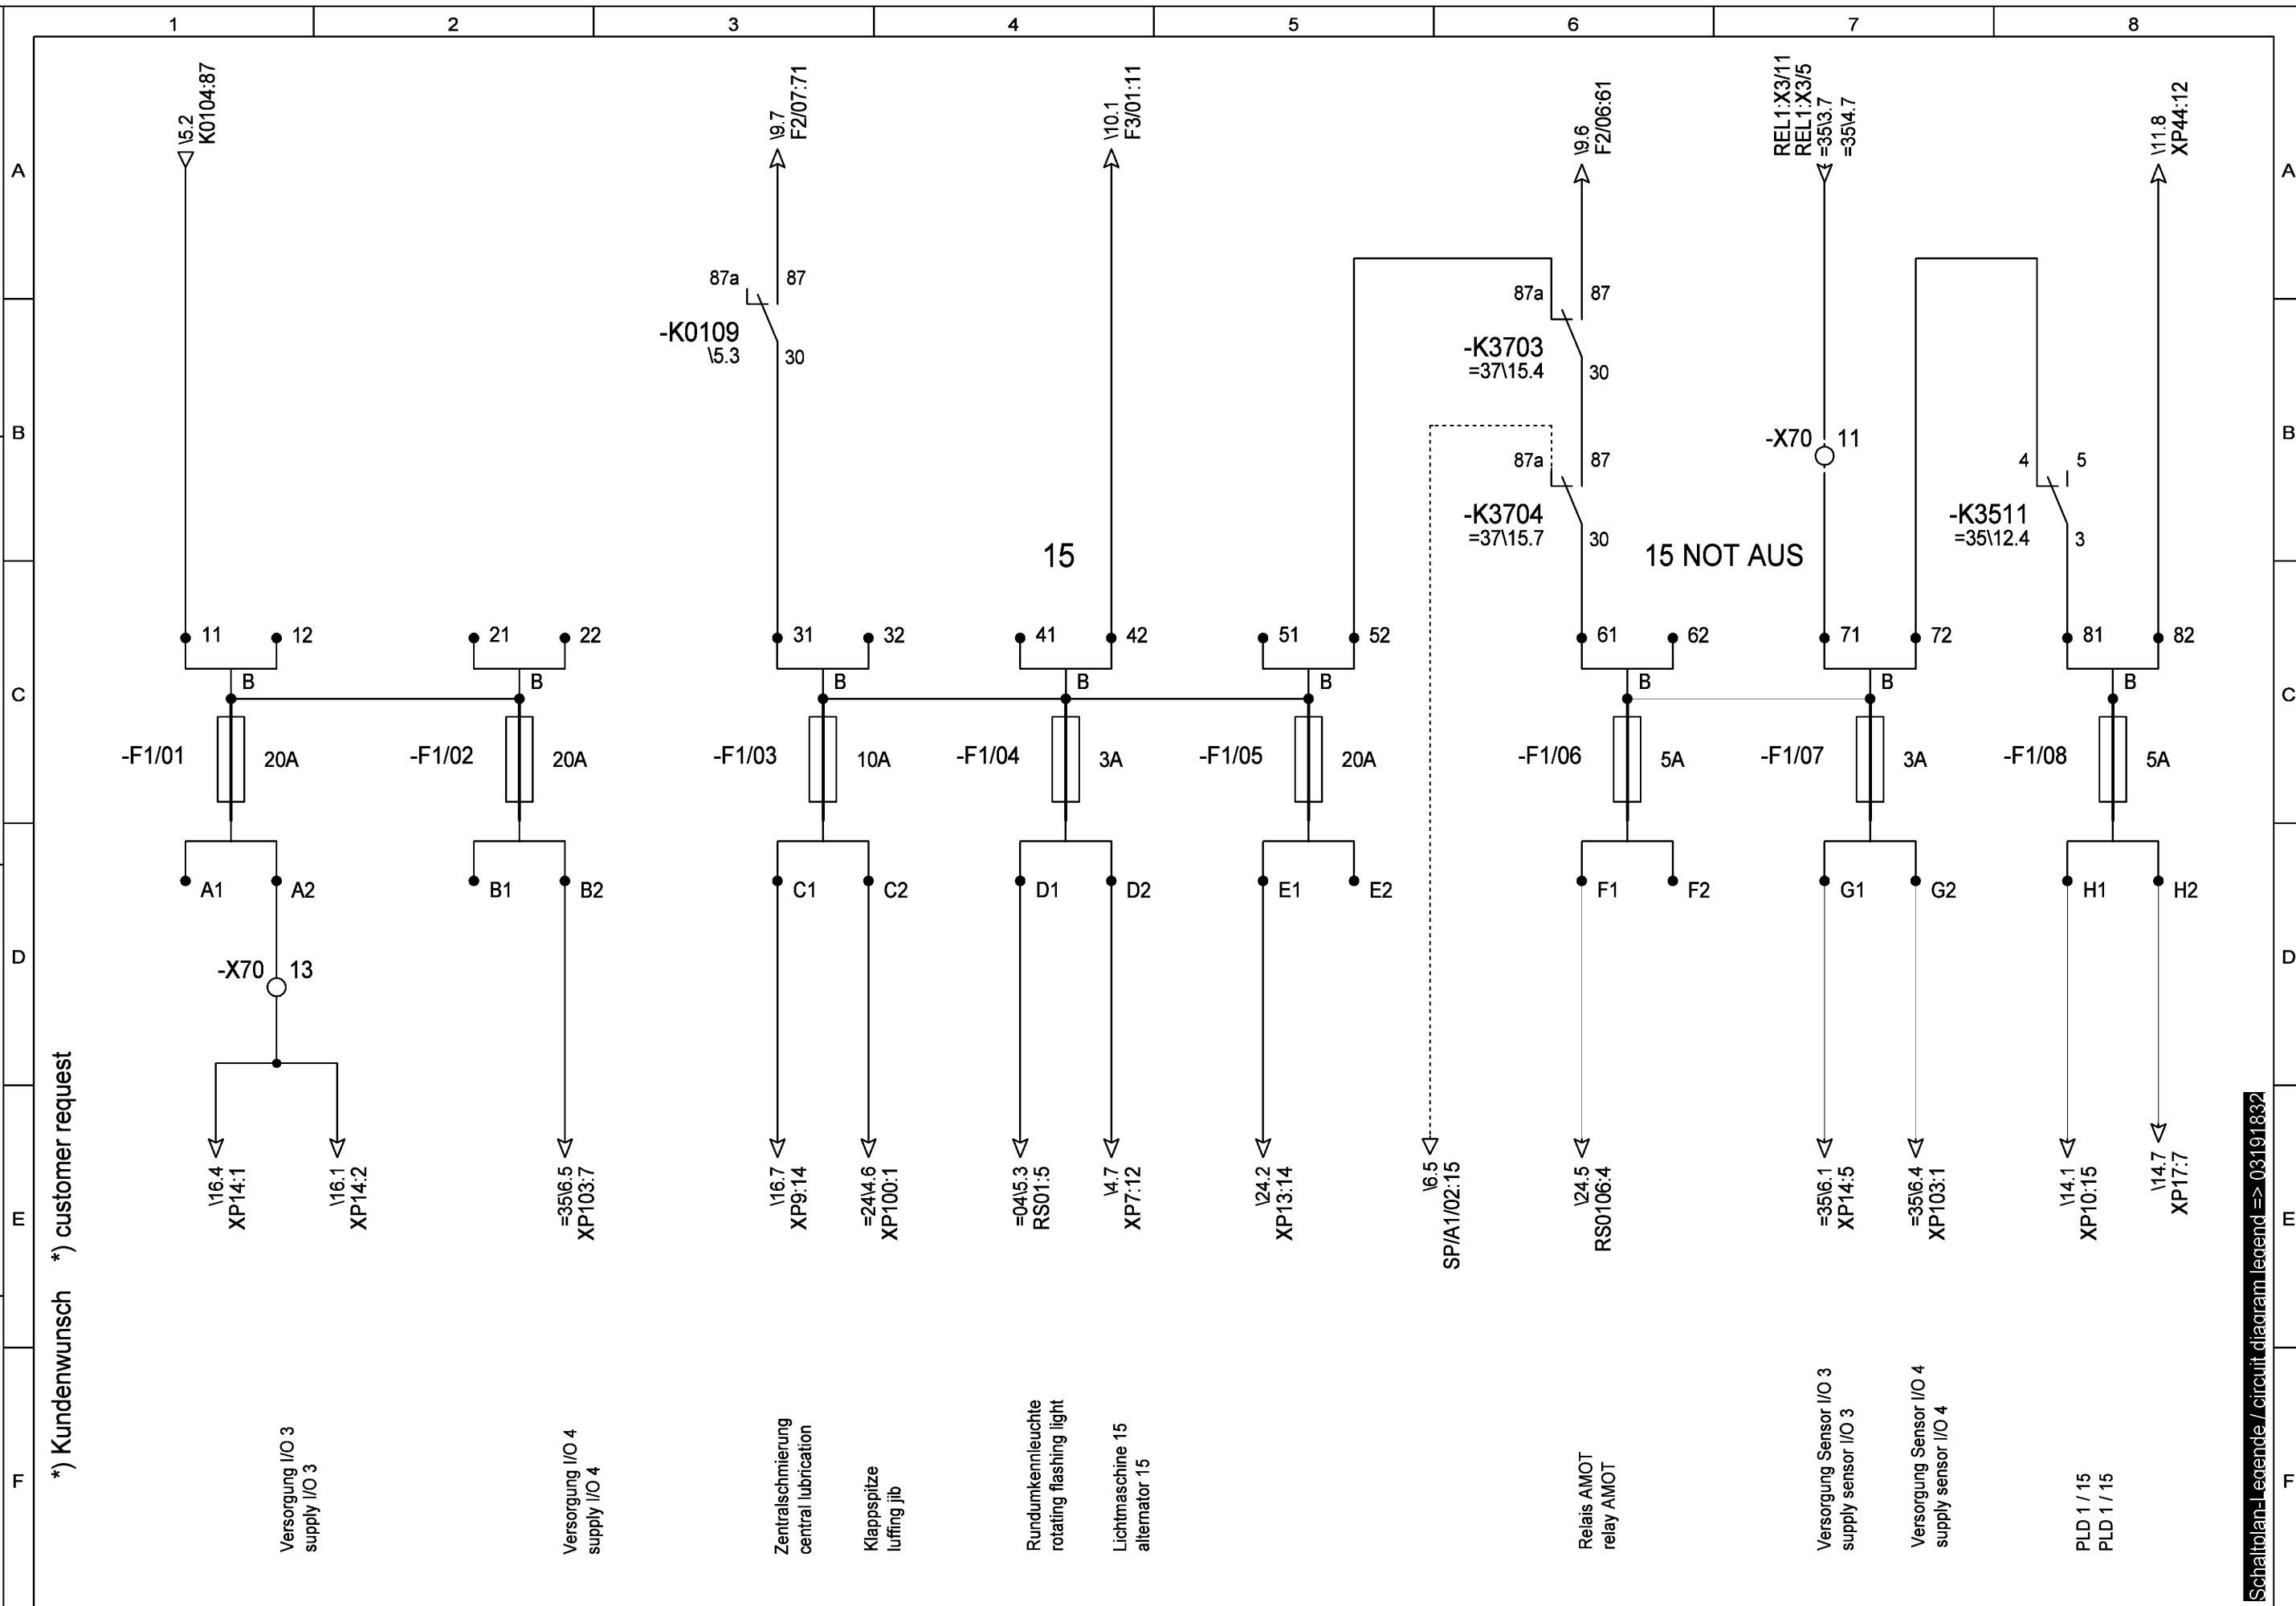 1 2 3 4 5 6 7 8
A A
B B
C C
D D
E E
F F
\5.2
K0104:87
\9.7
F2/07:71
\10.1
F3/01:11
\9.6
F2/06:61
REL1:X3/11
REL1:X3/5
=35\3.7
=35\4.7
\11.8
XP44:12
87a 87
-K0109
\5.3
30
87a 87
-K3703
=37\15.4
30
87a 87
-K3704
=37\15.7
30
-X70 11
4 5
-K3511
=35\12.4
3
15
15 NOT AUS
11 12 21 22 31 32 41 42 51 52 61 62 71 72 81 82
B B B B B B B B
-F1/01 20A
-F1/02 20A
-F1/03 10A
-F1/04 3A
-F1/05 20A
-F1/06 5A
-F1/07 3A
-F1/08 5A
A1 A2 B1 B2 C1 C2 D1 D2 E1 E2 F1 F2 G1 G2 H1 H2
-X70 13
\16.4
XP14:1
\16.1
XP14:2
=35\6.5
XP103:7
\16.7
XP9:14
=24\4.6
XP100:1
=04\5.3
RS01:5
\4.7
XP7:12
\24.2
XP13:14
\6.5
SP/A1/02:15
\24.5
RS0106:4
=35\6.1
XP14:5
=35\6.4
XP103:1
\14.1
XP10:15
\14.7
XP17:7
*) Kundenwunsch *) customer request
Versorgung I/O 3
supply I/O 3
Versorgung I/O 4
supply I/O 4
Zentralschmierung
central lubrication
Klappspitze
luffing jib
Rundumkennleuchte
rotating flashing light
Lichtmaschine 15
alternator 15
Relais AMOT
relay AMOT
Versorgung Sensor I/O 3
supply sensor I/O 3
Versorgung Sensor I/O 4
supply sensor I/O 4
PLD 1 / 15
PLD 1 / 15
Schaltplan-Legende / circuit diagram legend => 03191832